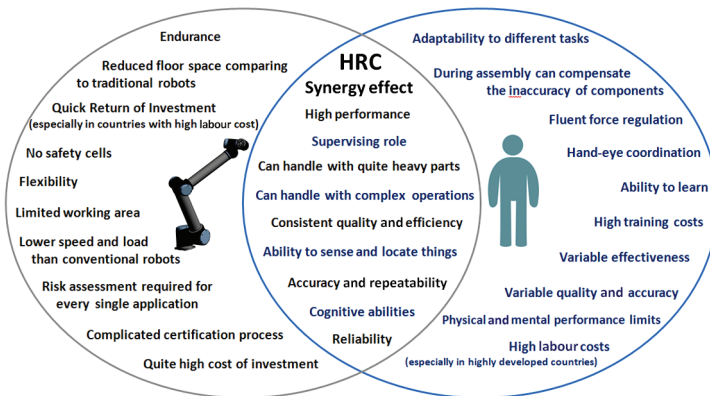 Endurance
Reduced floor space comparing
to traditional robots
Quick Return of Investment
(especially in countries with high labour cost)
No safety cells
Flexibility
Limited working area
Lower speed and load
than conventional robots
Risk assessment required for
every single application
Complicated certification process
Quite high cost of investment
HRC
Synergy effect
High performance
Supervising role
Can handle with quite heavy parts
Can handle with complex operations
Consistent quality and efficiency
Ability to sense and locate things
Accuracy and repeatability
Cognitive abilities
Reliability
Adaptability to different tasks
During assembly can compensate
the inaccuracy of components
Fluent force regulation
Hand-eye coordination
Ability to learn
High training costs
Variable effectiveness
Variable quality and accuracy
Physical and mental performance limits
High labour costs
(especially in highly developed countries)